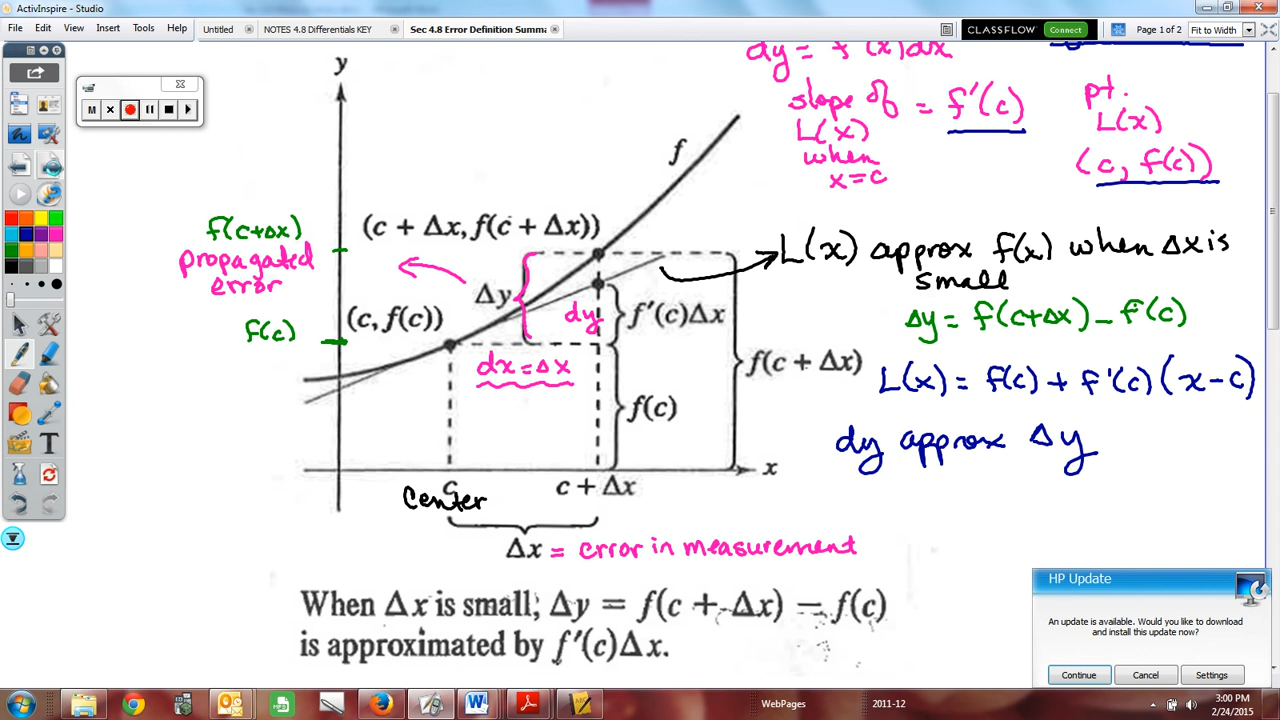 ActivInspire - Studio
File Edit View Insert Tools Help
Untitled
NOTES 4.8 Differentials KEY
Sec 4.8 Error Definition Summa
CLASSFLOW Connect
Page 1 of 2
Fit to Width
M
dy = f'(x)dx
slope of = f'(c)
L(x)
when
x=c
pt.
L(x)
(c, f(c))
y
f
f(c+Δx)
(c + Δx, f(c + Δx))
propagated
error
L(x) approx f(x) when Δx is
small
Δy
dy
f'(c)Δx
Δy = f(c+Δx) - f(c)
f(c)
(c, f(c))
dx = Δx
f(c + Δx)
L(x) = f(c) + f'(c)(x-c)
f(c)
dy approx Δy
x
c
c + Δx
Center
Δx = error in measurement
When Δx is small, Δy = f(c + Δx) − f(c)
is approximated by f'(c)Δx.
HP Update
An update is available. Would you like to download
and install this update now?
Continue Cancel Settings
WebPages
2011-12
3:00 PM
2/24/2015